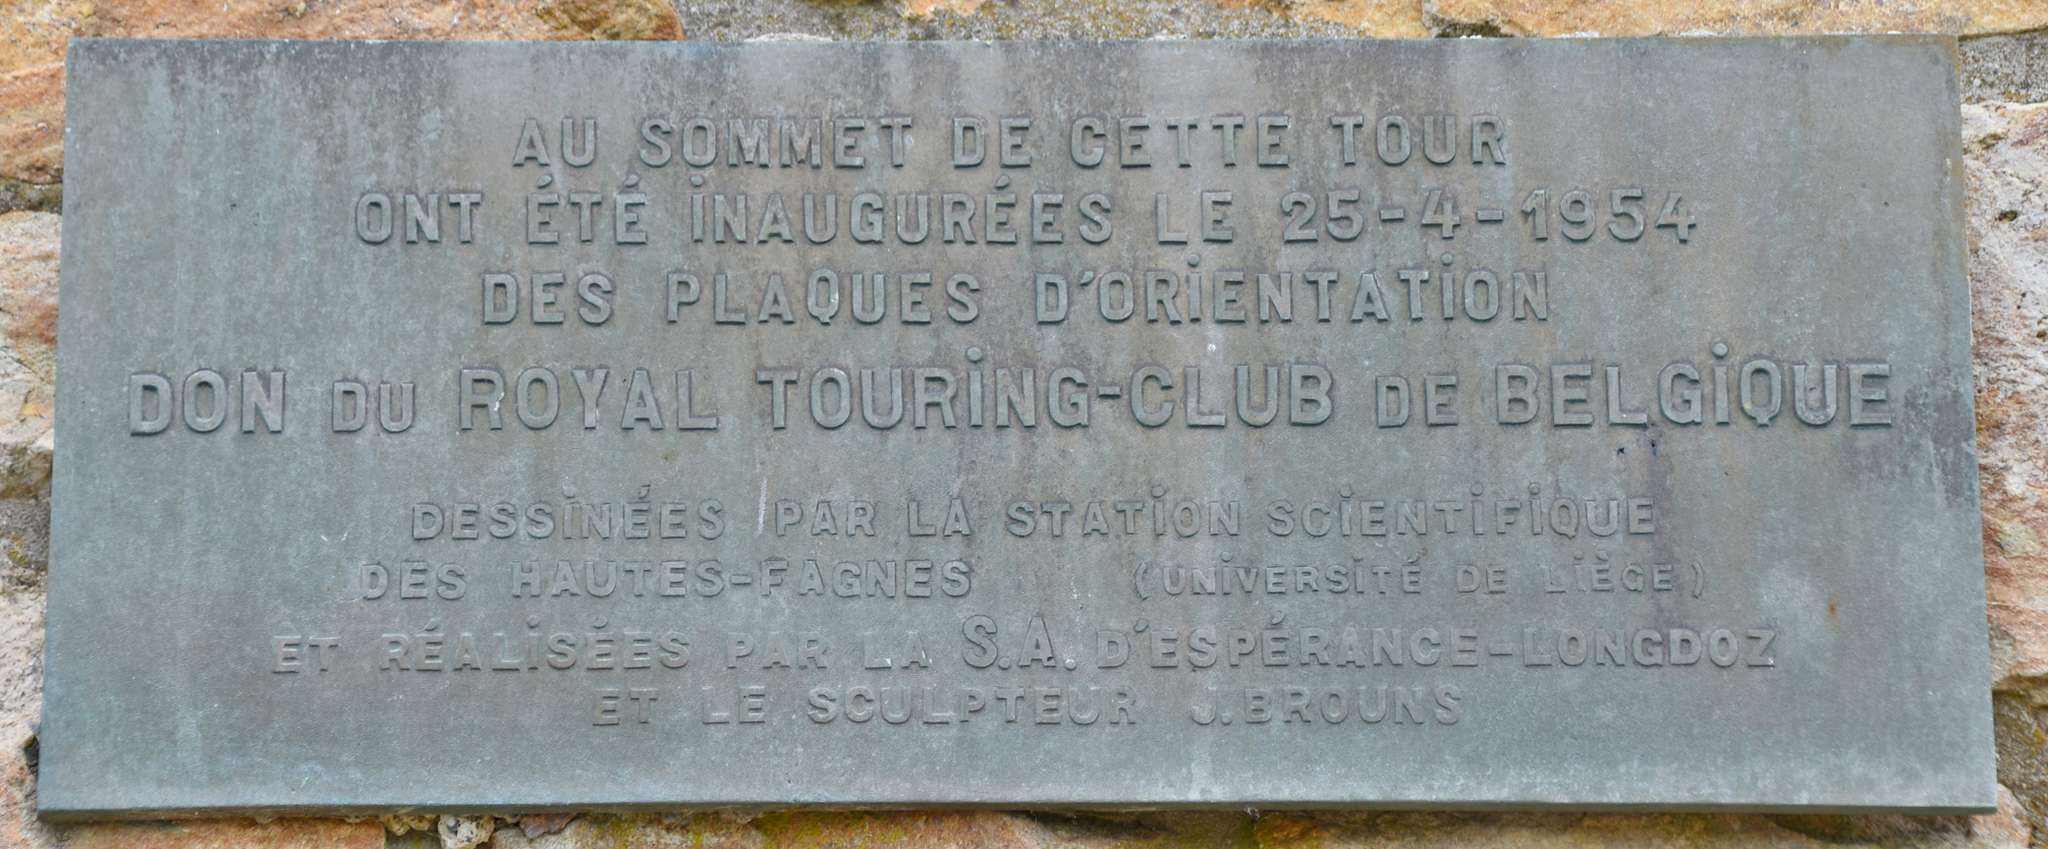 AU SOMMET DE CETTE TOUR
ONT ÉTÉ INAUGURÉES LE 25-4-1954
DES PLAQUES D'ORIENTATION
DON DU ROYAL TOURING-CLUB DE BELGIQUE
DESSINÉES PAR LA STATION SCIENTIFIQUE
DES HAUTES-FAGNES (UNIVERSITÉ DE LIÈGE)
ET RÉALISÉES PAR LA S.A. D'ESPÉRANCE-LONGDOZ
ET LE SCULPTEUR J. BROUNS